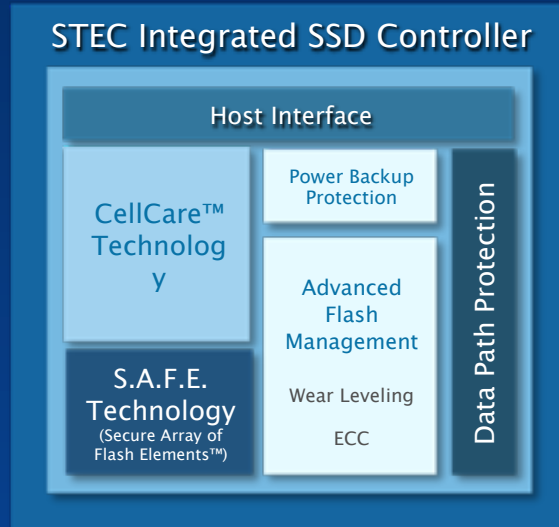 STEC Integrated SSD Controller
Host Interface
CellCare™
Technolog
y
Power Backup
Protection
Advanced
Flash
Management
Wear Leveling
ECC
S.A.F.E.
Technology
(Secure Array of
Flash Elements™)
Data Path Protection